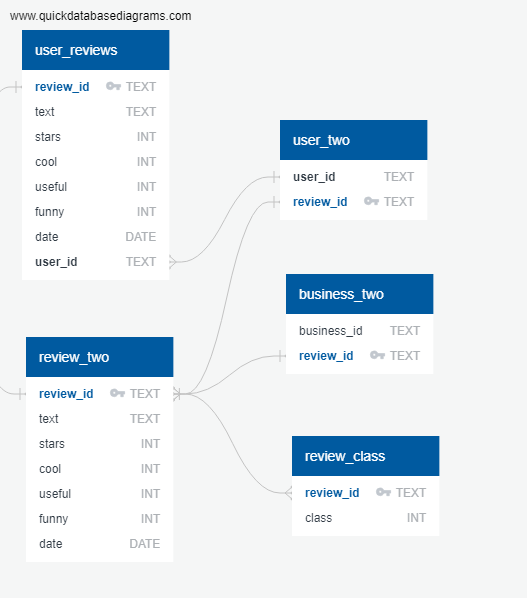 www.quickdatabasediagrams.com
user_reviews
review_id TEXT
text TEXT
stars INT
cool INT
useful INT
funny INT
date DATE
user_id TEXT
user_two
user_id TEXT
review_id TEXT
business_two
business_id TEXT
review_id TEXT
review_two
review_id TEXT
text TEXT
stars INT
cool INT
useful INT
funny INT
date DATE
review_class
review_id TEXT
class INT